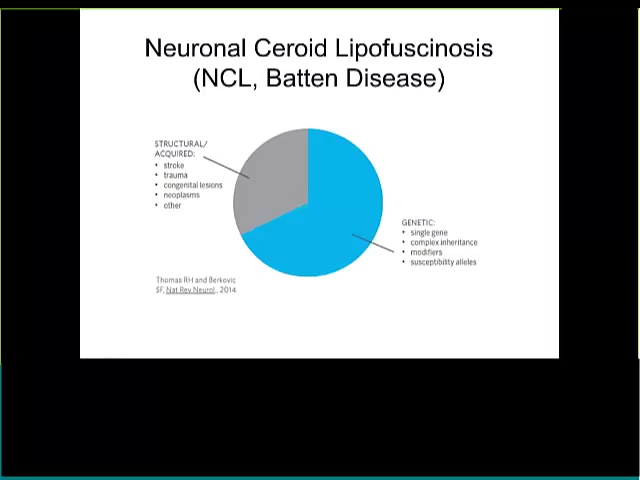 Neuronal Ceroid Lipofuscinosis
(NCL, Batten Disease)
STRUCTURAL/
ACQUIRED:
• stroke
• trauma
• congenital lesions
• neoplasms
• other
GENETIC:
• single gene
• complex inheritance
• modifiers
• susceptibility alleles
Thomas RH and Berkovic
SF, Nat Rev Neurol., 2014